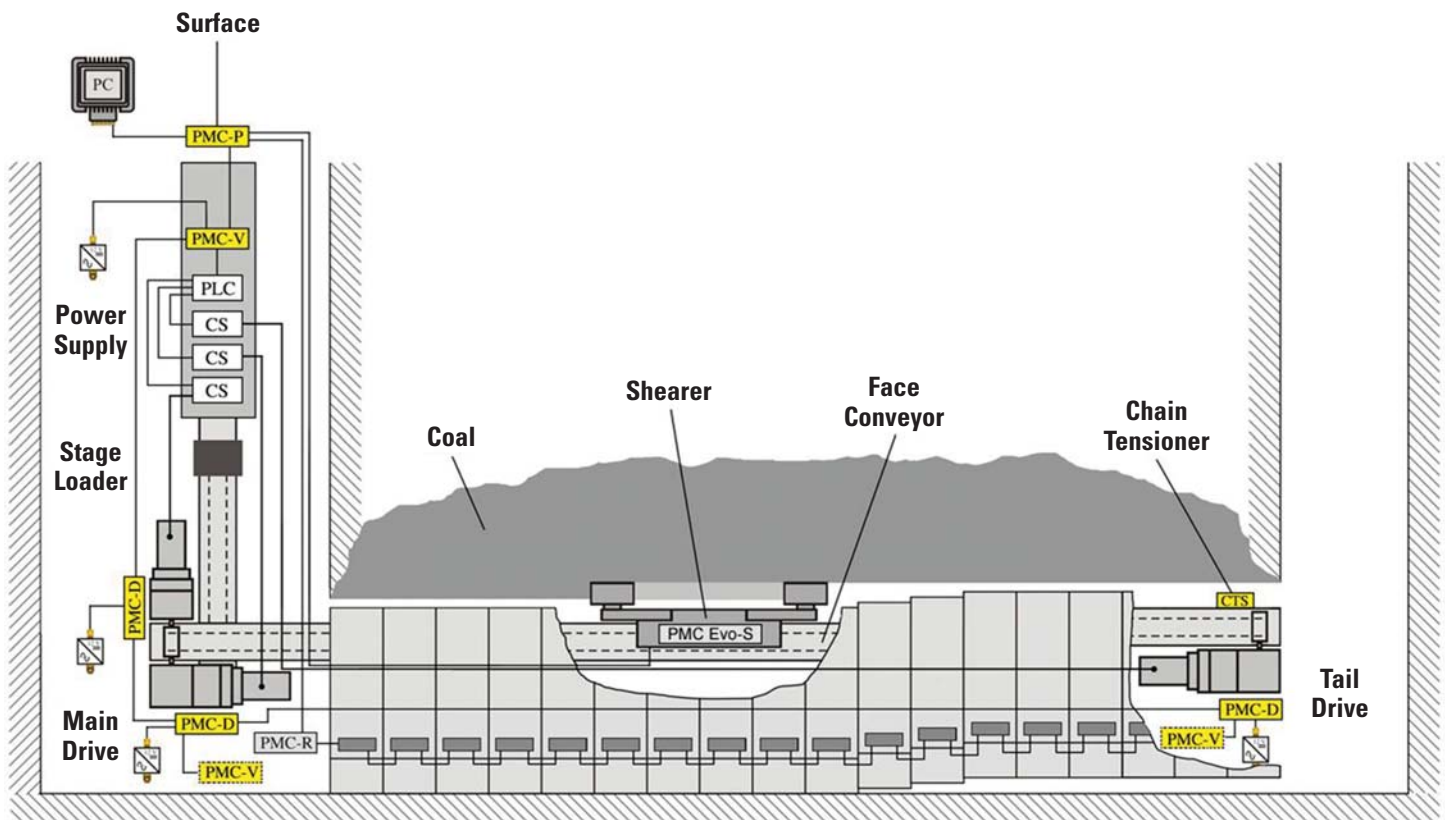 Surface
PC
PMC-P
PMC-V
PLC
Power
Supply
CS
CS
CS
Shearer
Face
Conveyor
Chain
Tensioner
Coal
Stage
Loader
PMC-D
CTS
PMC Evo-S
Main
Drive
PMC-D
PMC-R
PMC-V
Tail
Drive
PMC-D
PMC-V